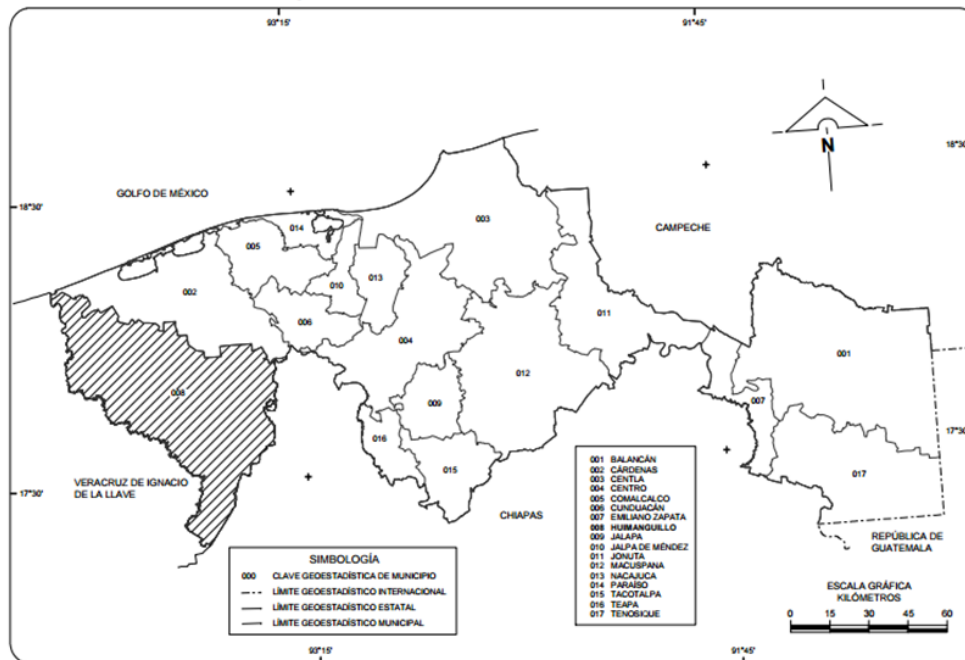 93°15'
91°45'
N
18°30'
GOLFO DE MÉXICO
18°30'
003
014
CAMPECHE
005
013
010
002
011
006
004
001
012
008
009
007
016
17°30'
015
017
VERACRUZ DE IGNACIO
DE LA LLAVE
17°30'
CHIAPAS
REPÚBLICA DE
GUATEMALA
001 BALANCÁN
002 CÁRDENAS
003 CENTLA
004 CENTRO
005 COMALCALCO
006 CUNDUACÁN
007 EMILIANO ZAPATA
008 HUIMANGUILLO
009 JALAPA
010 JALPA DE MÉNDEZ
011 JONUTA
012 MACUSPANA
013 NACAJUCA
014 PARAÍSO
015 TACOTALPA
016 TEAPA
017 TENOSIQUE
SIMBOLOGÍA
000 CLAVE GEOESTADÍSTICA DE MUNICIPIO
LÍMITE GEOESTADÍSTICO INTERNACIONAL
LÍMITE GEOESTADÍSTICO ESTATAL
LÍMITE GEOESTADÍSTICO MUNICIPAL
ESCALA GRÁFICA
KILÓMETROS
0 15 30 45 60
93°15'
91°45'